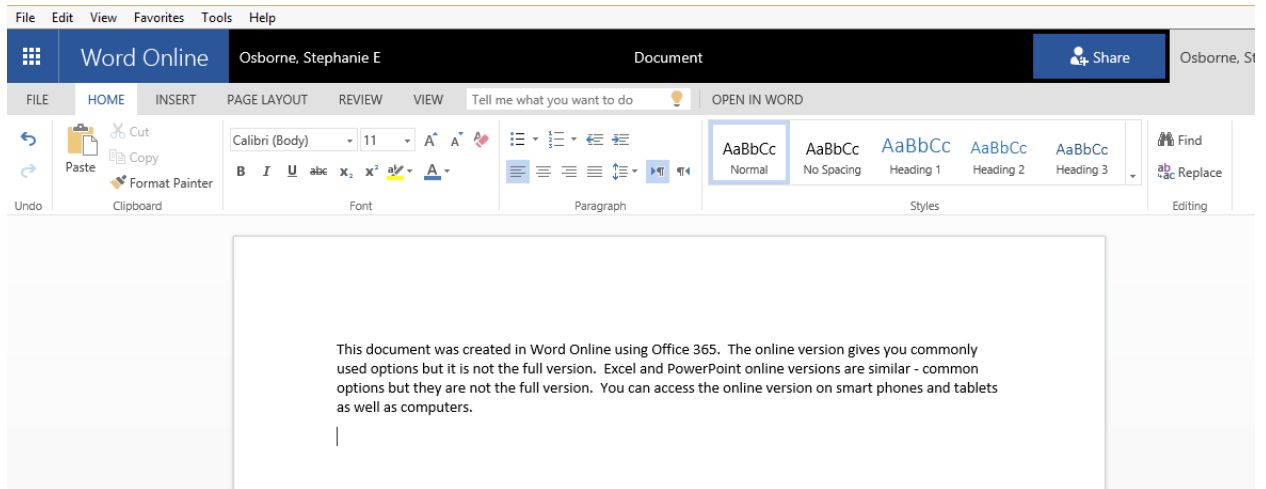 File Edit View Favorites Tools Help
Word Online Osborne, Stephanie E Document Share Osborne, St
FILE HOME INSERT PAGE LAYOUT REVIEW VIEW Tell me what you want to do OPEN IN WORD
Cut
Copy
Paste
Format Painter
Undo Clipboard
Calibri (Body) 11 A A
B I U abc x₂ x² aby A
Font
Paragraph
AaBbCc AaBbCc AaBbCc AaBbCc AaBbCc
Normal No Spacing Heading 1 Heading 2 Heading 3
Styles
Find
Replace
Editing
This document was created in Word Online using Office 365.  The online version gives you commonly
used options but it is not the full version.  Excel and PowerPoint online versions are similar - common
options but they are not the full version.  You can access the online version on smart phones and tablets
as well as computers.